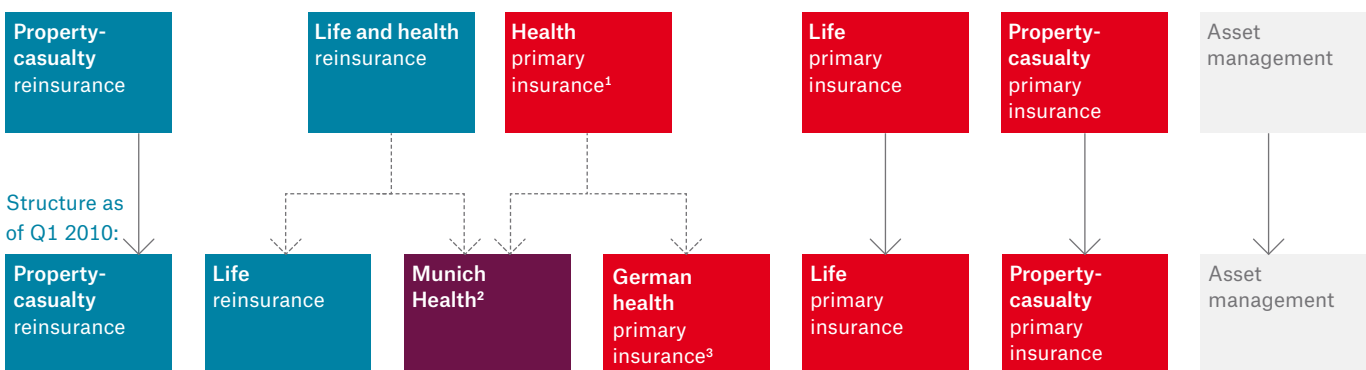 Property-
casualty
reinsurance
Life and health
reinsurance
Health
primary
insurance¹
Life
primary
insurance
Property-
casualty
primary
insurance
Asset
management
Structure as
of Q1 2010:
Property-
casualty
reinsurance
Life
reinsurance
Munich
Health²
German
health
primary
insurance³
Life
primary
insurance
Property-
casualty
primary
insurance
Asset
management